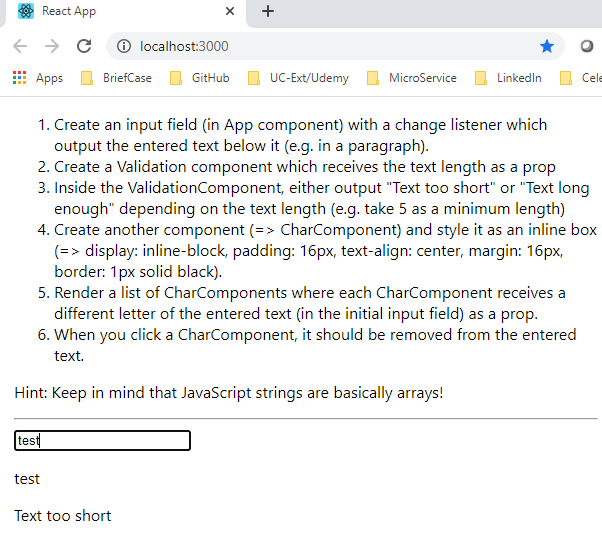 React App
localhost:3000
Apps BriefCase GitHub UC-Ext/Udemy MicroService LinkedIn Cele
1. Create an input field (in App component) with a change listener which
output the entered text below it (e.g. in a paragraph).
2. Create a Validation component which receives the text length as a prop
3. Inside the ValidationComponent, either output "Text too short" or "Text long
enough" depending on the text length (e.g. take 5 as a minimum length)
4. Create another component (=> CharComponent) and style it as an inline box
(=> display: inline-block, padding: 16px, text-align: center, margin: 16px,
border: 1px solid black).
5. Render a list of CharComponents where each CharComponent receives a
different letter of the entered text (in the initial input field) as a prop.
6. When you click a CharComponent, it should be removed from the entered
text.
Hint: Keep in mind that JavaScript strings are basically arrays!
test
test
Text too short